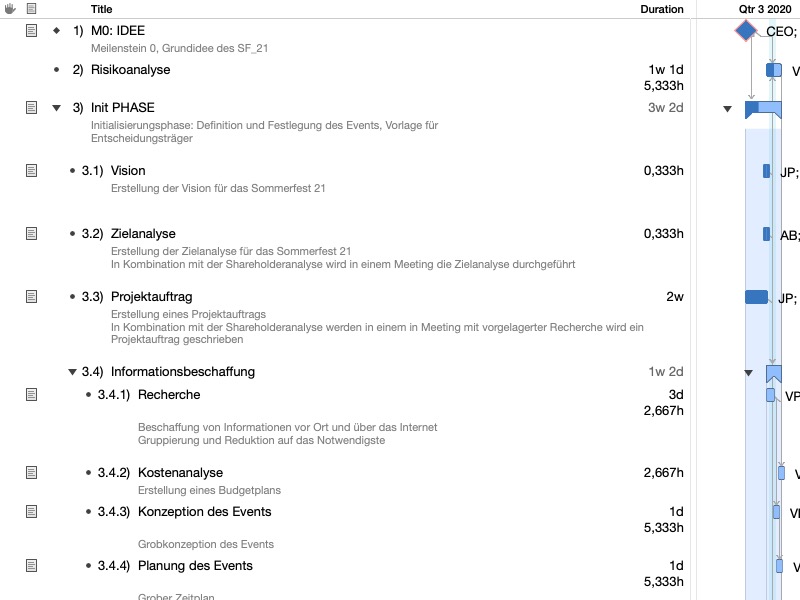 Title Duration Qtr 3 2020
1) M0: IDEE CEO;
Meilenstein 0, Grundidee des SF_21
2) Risikoanalyse 1w 1d V
5,333h
3) Init PHASE 3w 2d
Initialisierungsphase: Definition und Festlegung des Events, Vorlage für
Entscheidungsträger
3.1) Vision 0,333h JP;
Erstellung der Vision für das Sommerfest 21
3.2) Zielanalyse 0,333h AB;
Erstellung der Zielanalyse für das Sommerfest 21
In Kombination mit der Shareholderanalyse wird in einem Meeting die Zielanalyse durchgeführt
3.3) Projektauftrag 2w JP;
Erstellung eines Projektauftrags
In Kombination mit der Shareholderanalyse werden in einem in Meeting mit vorgelagerter Recherche wird ein
Projektauftrag geschrieben
3.4) Informationsbeschaffung 1w 2d
3.4.1) Recherche 3d VP
2,667h
Beschaffung von Informationen vor Ort und über das Internet
Gruppierung und Reduktion auf das Notwendigste
3.4.2) Kostenanalyse 2,667h V
Erstellung eines Budgetplans
3.4.3) Konzeption des Events 1d VI
5,333h
Grobkonzeption des Events
3.4.4) Planung des Events 1d V
5,333h
Grober Zeitplan